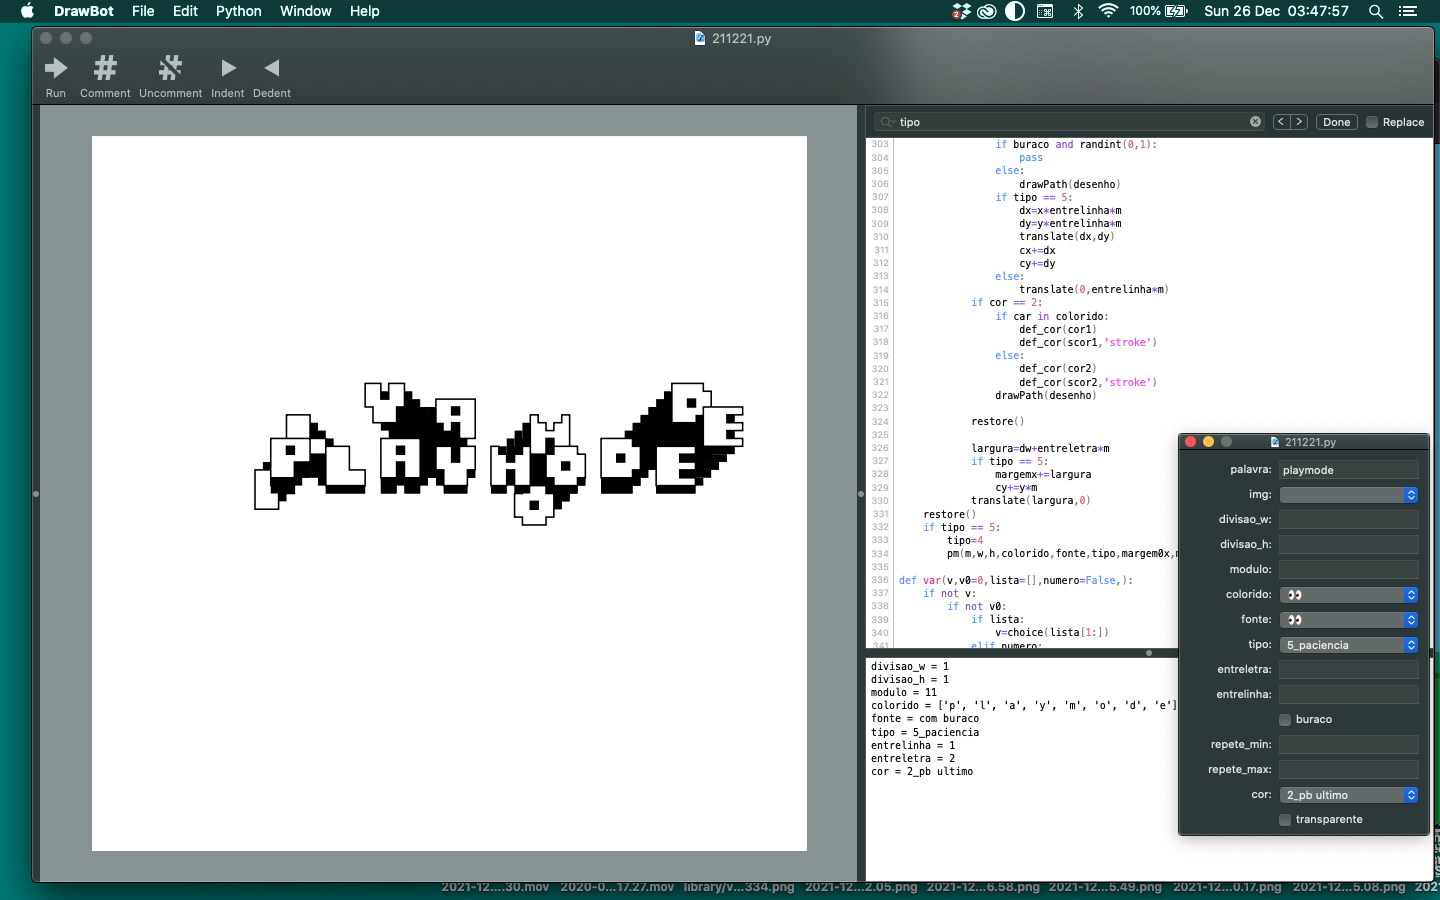 DrawBot File Edit Python Window Help
2
100%
Sun 26 Dec 03:47:57
211221.py
Run Comment Uncomment Indent Dedent
tipo
< > Done Replace
303 if buraco and randint(0,1):
304 pass
305 else:
306 drawPath(desenho)
307 if tipo == 5:
308 dx=x*entrelinha*m
309 dy=y*entrelinha*m
310 translate(dx,dy)
311 cx+=dx
312 cy+=dy
313 else:
314 translate(0,entrelinha*m)
315 if cor == 2:
316 if car in colorido:
317 def_cor(cor1)
318 def_cor(scor1,'stroke')
319 else:
320 def_cor(cor2)
321 def_cor(scor2,'stroke')
322 drawPath(desenho)
323
324 restore()
325
326 largura=dw+entreletra*m
327 if tipo == 5:
328 margemx+=largura
329 cy+=y*m
330 translate(largura,0)
331 restore()
332 if tipo == 5:
333 tipo=4
334 pm(m,w,h,colorido,fonte,tipo,margem0x,
335
336 def var(v,v0=0,lista=[],numero=False,):
337 if not v:
338 if not v0:
339 if lista:
340 v=choice(lista[1:])
341 elif numero:
divisao_w = 1
divisao_h = 1
modulo = 11
colorido = ['p', 'l', 'a', 'y', 'm', 'o', 'd', 'e']
fonte = com buraco
tipo = 5_paciencia
entrelinha = 1
entreletra = 2
cor = 2_pb ultimo
211221.py
palavra: playmode
img:
divisao_w:
divisao_h:
modulo:
colorido: 👀
fonte: 👀
tipo: 5_paciencia
entreletra:
entrelinha:
buraco
repete_min:
repete_max:
cor: 2_pb ultimo
transparente
2021-12....30.mov 2020-0...17.27.mov library/v...334.png 2021-12...2.05.png 2021-12...6.58.png 2021-12...5.49.png 2021-12...0.17.png 2021-12...5.08.png